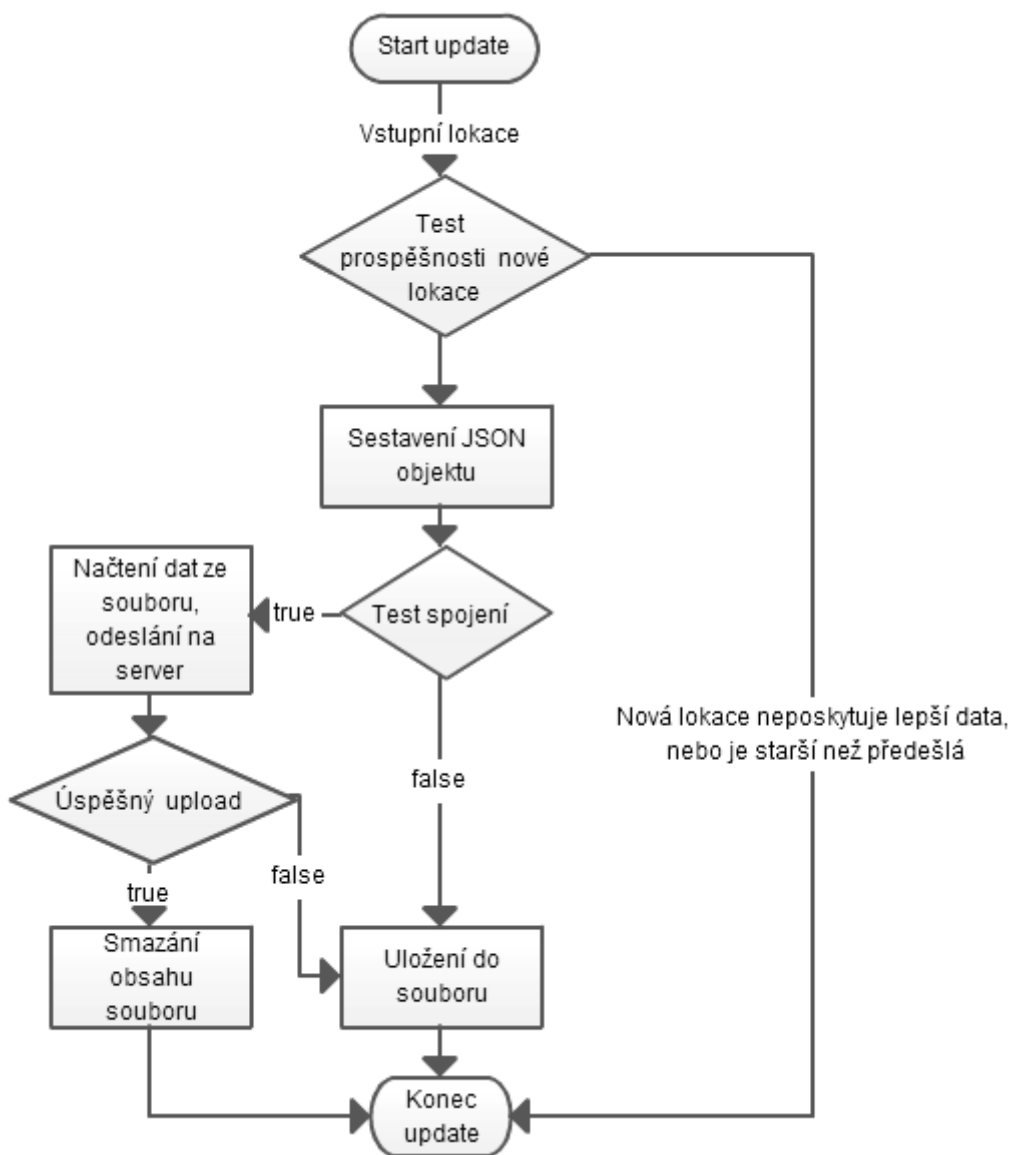 Start update
Vstupní lokace
Test
prospěšnosti nové
lokace
Sestavení JSON
objektu
Načtení dat ze
souboru,
odeslání na
server
true
Test spojení
Nová lokace neposkytuje lepší data,
nebo je starší než předešlá
false
Úspěšný upload
true
false
Smazání
obsahu
souboru
Uložení do
souboru
Konec
update